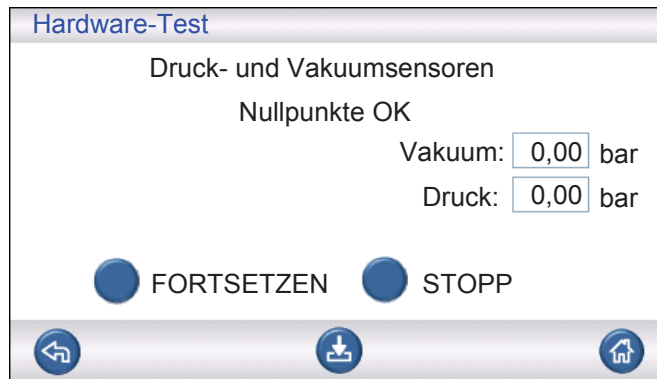 Hardware-Test
Druck- und Vakuumsensoren
Nullpunkte OK
Vakuum: 0,00 bar
Druck: 0,00 bar
FORTSETZEN STOPP